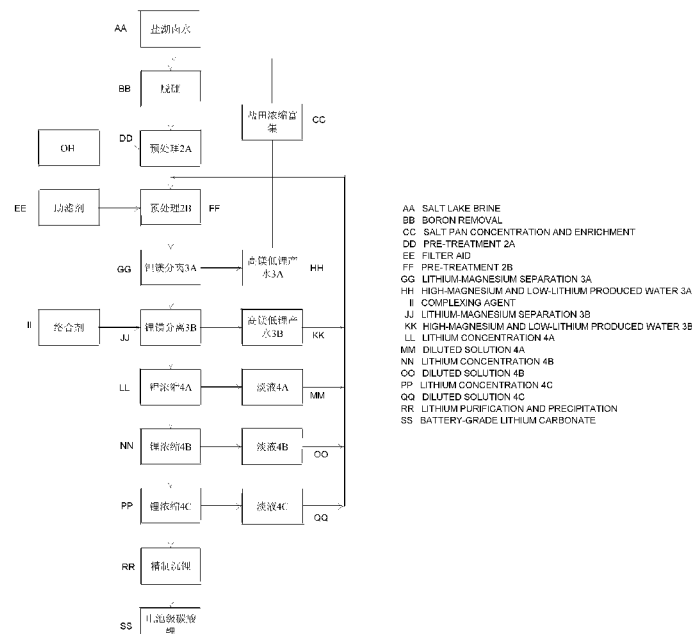 AA 盐湖卤水
BB 脱硼
盐田浓缩富
集
CC
OH
DD 预处理2A
EE 助滤剂 预处理2B FF
GG 锂镁分离3A 高镁低锂产
水3A
HH
II 络合剂 JJ 锂镁分离3B 高镁低锂产
水3B
KK
LL 锂浓缩4A 淡液4A MM
NN 锂浓缩4B 淡液4B OO
PP 锂浓缩4C 淡液4C QQ
RR 精制沉锂
SS 电池级碳酸
锂
AA SALT LAKE BRINE
BB BORON REMOVAL
CC SALT PAN CONCENTRATION AND ENRICHMENT
DD PRE-TREATMENT 2A
EE FILTER AID
FF PRE-TREATMENT 2B
GG LITHIUM-MAGNESIUM SEPARATION 3A
HH HIGH-MAGNESIUM AND LOW-LITHIUM PRODUCED WATER 3A
II COMPLEXING AGENT
JJ LITHIUM-MAGNESIUM SEPARATION 3B
KK HIGH-MAGNESIUM AND LOW-LITHIUM PRODUCED WATER 3B
LL LITHIUM CONCENTRATION 4A
MM DILUTED SOLUTION 4A
NN LITHIUM CONCENTRATION 4B
OO DILUTED SOLUTION 4B
PP LITHIUM CONCENTRATION 4C
QQ DILUTED SOLUTION 4C
RR LITHIUM PURIFICATION AND PRECIPITATION
SS BATTERY-GRADE LITHIUM CARBONATE